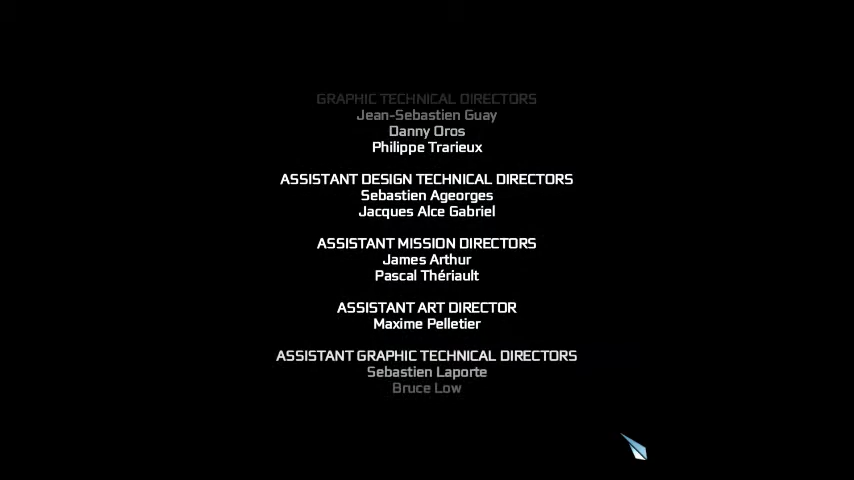 GRAPHIC TECHNICAL DIRECTORS
Jean-Sebastien Guay
Danny Oros
Philippe Trarieux
ASSISTANT DESIGN TECHNICAL DIRECTORS
Sebastien Ageorges
Jacques Alce Gabriel
ASSISTANT MISSION DIRECTORS
James Arthur
Pascal Thériault
ASSISTANT ART DIRECTOR
Maxime Pelletier
ASSISTANT GRAPHIC TECHNICAL DIRECTORS
Sebastien Laporte
Bruce Low